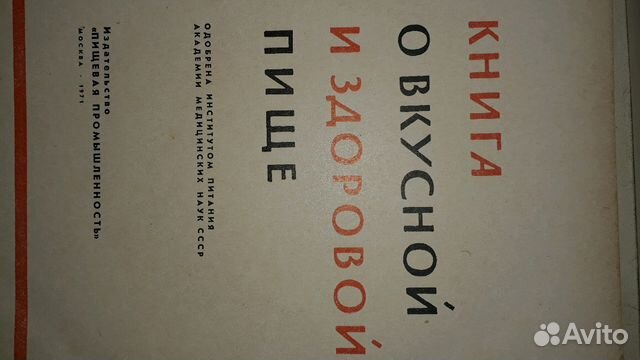 КНИГА
О ВКУСНОЙ
И ЗДОРОВОЙ
ПИЩЕ
ОДОБРЕНА ИНСТИТУТОМ ПИТАНИЯ
АКАДЕМИИ МЕДИЦИНСКИХ НАУК СССР
Издательство
«ПИЩЕВАЯ ПРОМЫШЛЕННОСТЬ»
МОСКВА - 1971
Avito